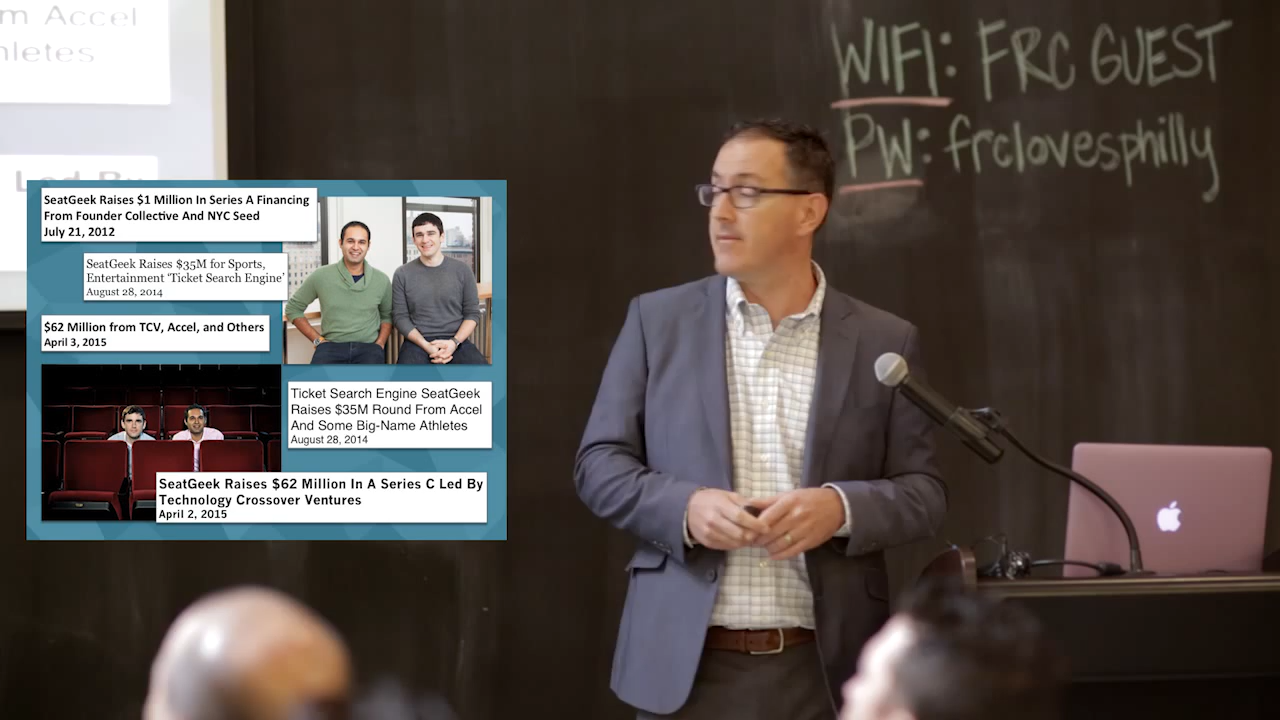 m Accel
hletes
Led By
WIFI: FRC GUEST
PW: frclovesphilly
SeatGeek Raises $1 Million In Series A Financing
From Founder Collective And NYC Seed
July 21, 2012
SeatGeek Raises $35M for Sports,
Entertainment ‘Ticket Search Engine’
August 28, 2014
$62 Million from TCV, Accel, and Others
April 3, 2015
Ticket Search Engine SeatGeek
Raises $35M Round From Accel
And Some Big-Name Athletes
August 28, 2014
SeatGeek Raises $62 Million In A Series C Led By
Technology Crossover Ventures
April 2, 2015